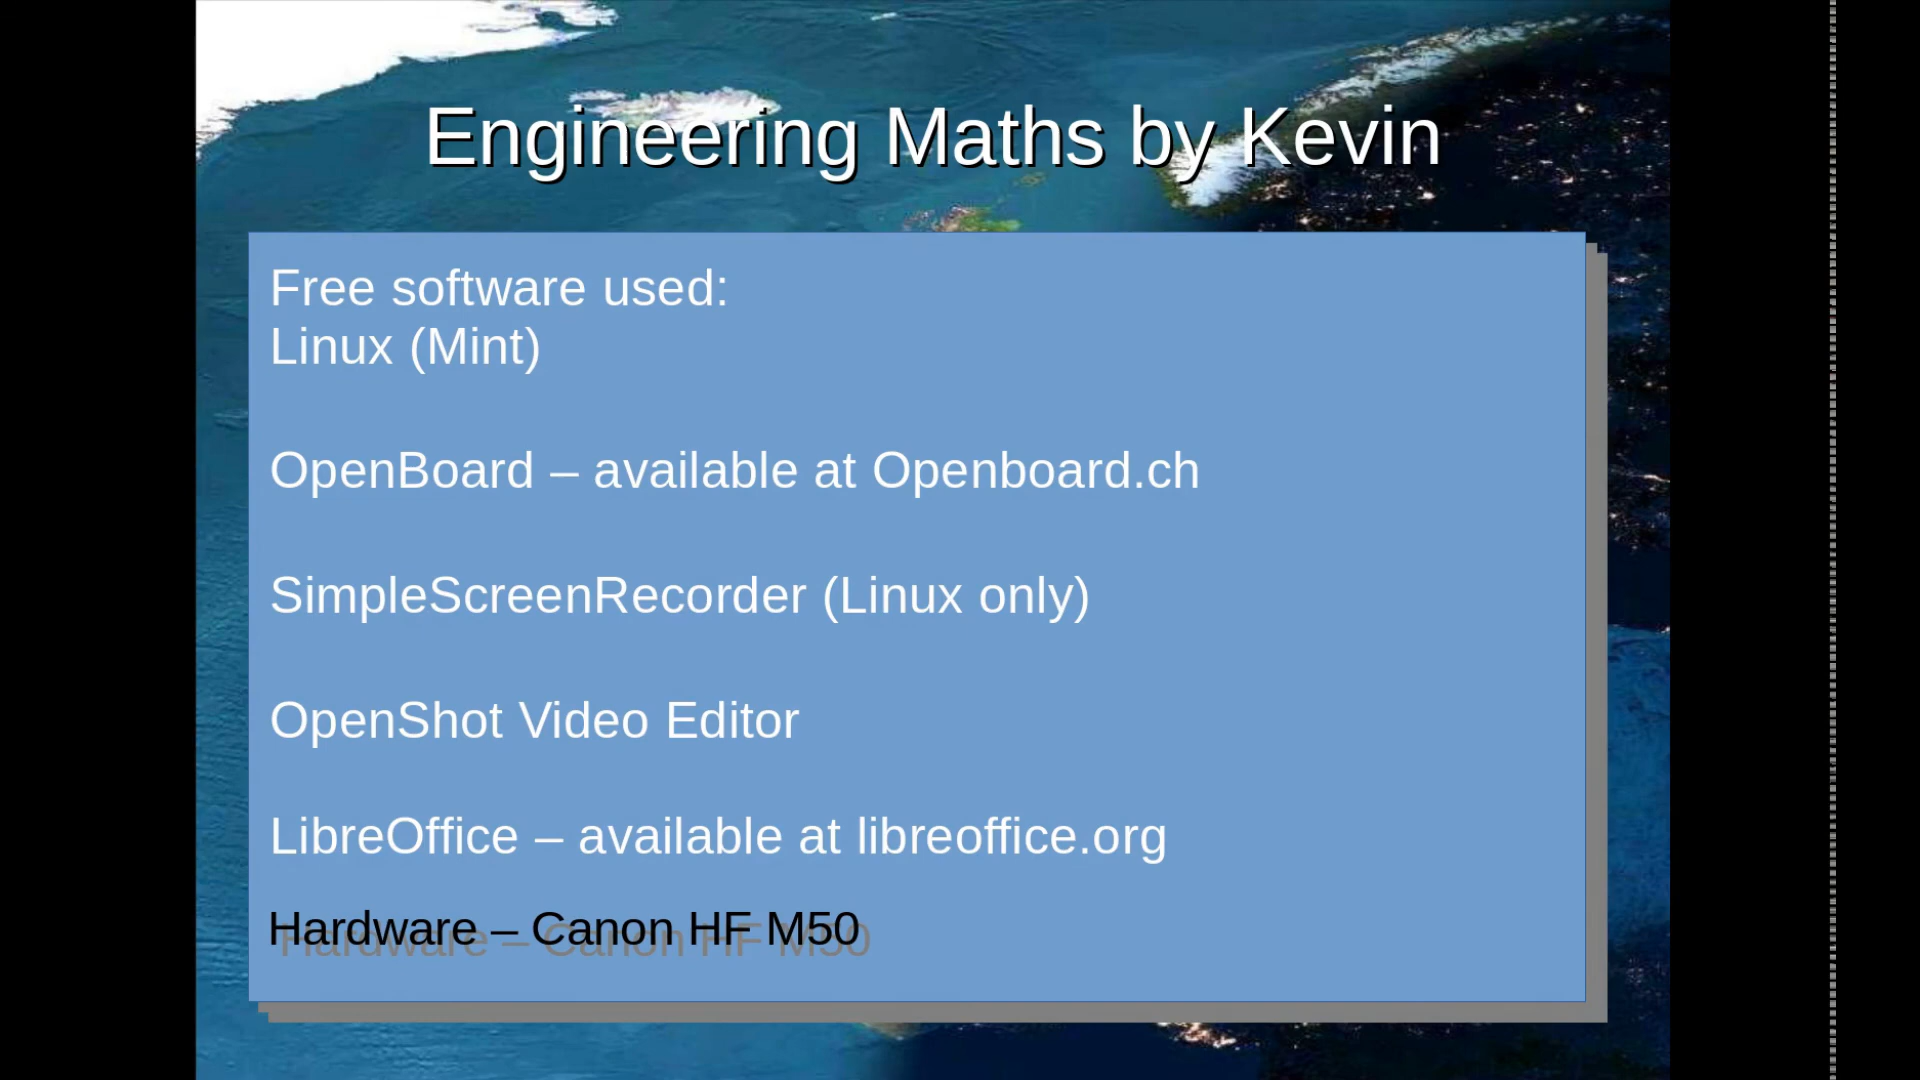 Engineering Maths by Kevin
Free software used:
Linux (Mint)
OpenBoard – available at Openboard.ch
SimpleScreenRecorder (Linux only)
OpenShot Video Editor
LibreOffice – available at libreoffice.org
Hardware – Canon HF M50